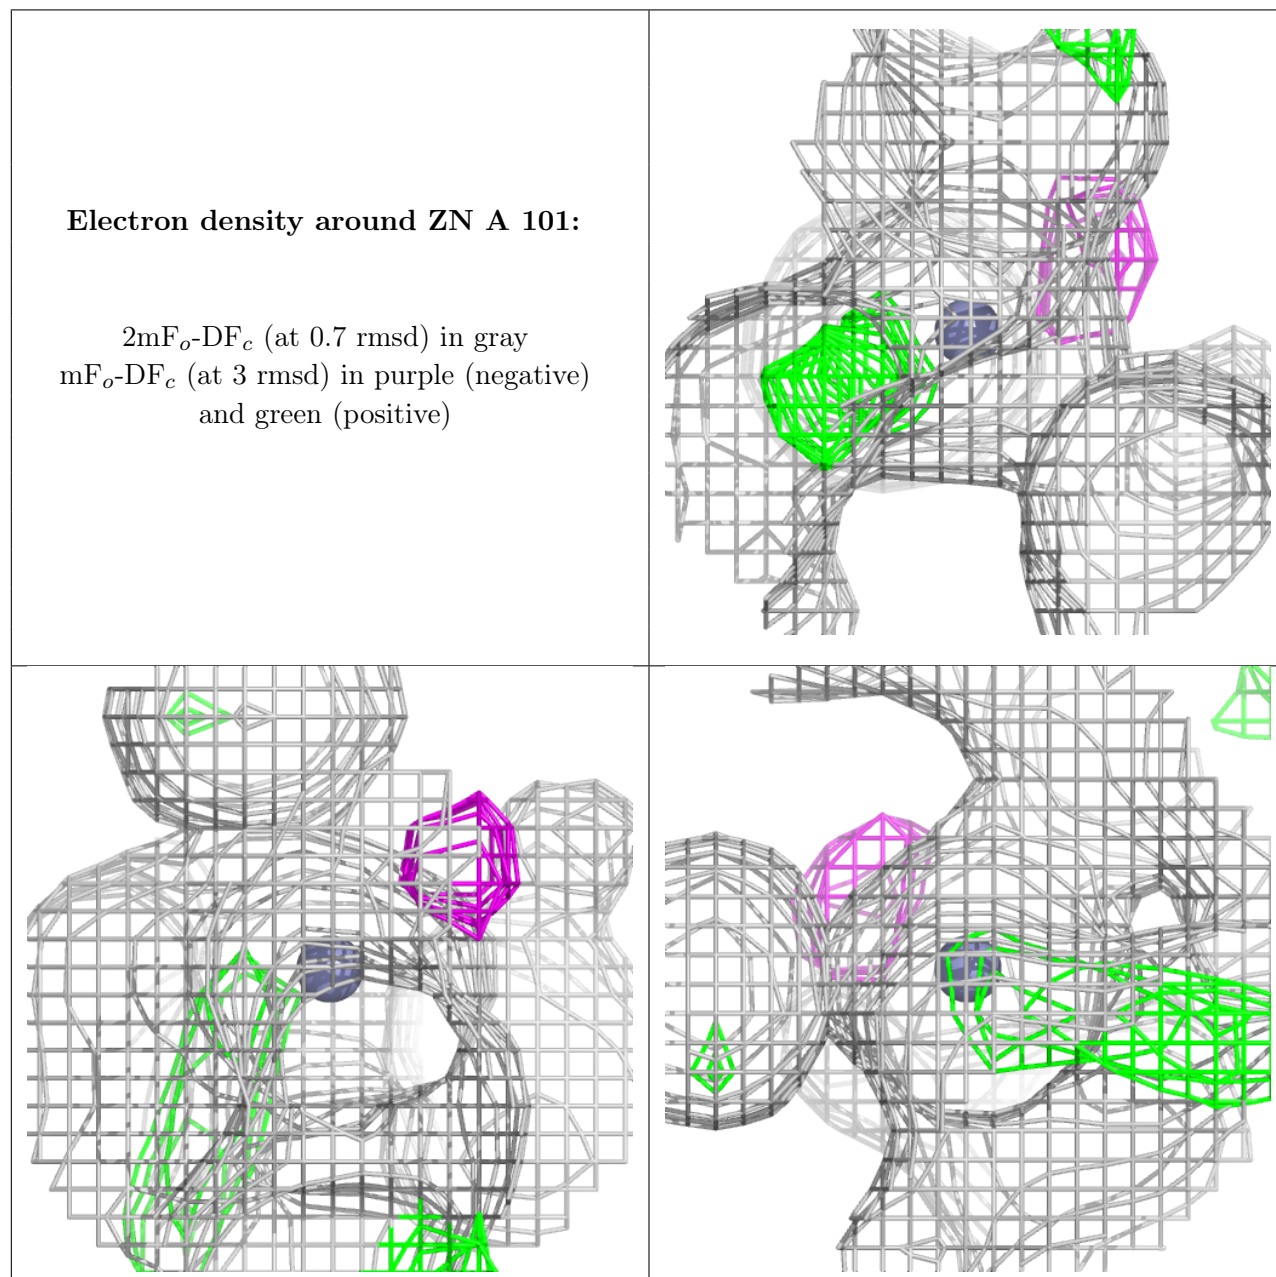 Electron density around ZN A 101:
2mFₒ-DF𝒸 (at 0.7 rmsd) in gray
mFₒ-DF𝒸 (at 3 rmsd) in purple (negative)
and green (positive)